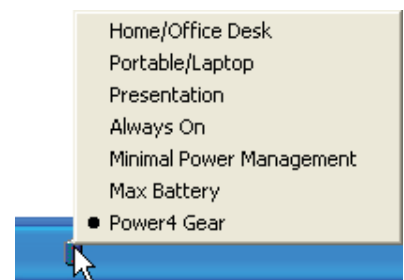 Home/Office Desk
Portable/Laptop
Presentation
Always On
Minimal Power Management
Max Battery
Power4 Gear